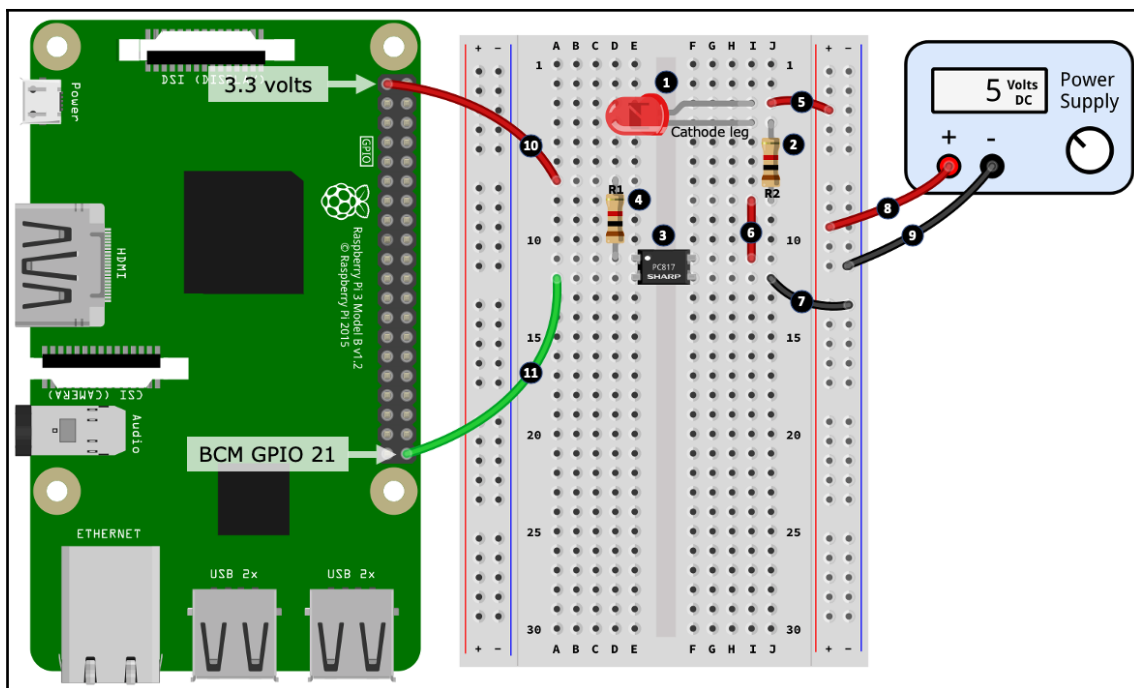 DSI (DISPLAY)
3.3 volts
Power
GPIO
Raspberry Pi 3 Model B v1.2
© Raspberry Pi 2015
HDMI
CSI (CAMERA)
Audio
BCM GPIO 21
ETHERNET
USB 2x
USB 2x
+ -
A B C D E
F G H I J
+ -
1
1
1
Cathode leg
5
2
10
R1
4
R2
8
3
6
9
10
10
PC817
SHARP
7
15
15
11
20
20
25
25
30
30
+ -
A B C D E
F G H I J
+ -
5 Volts DC
Power
Supply
+ -